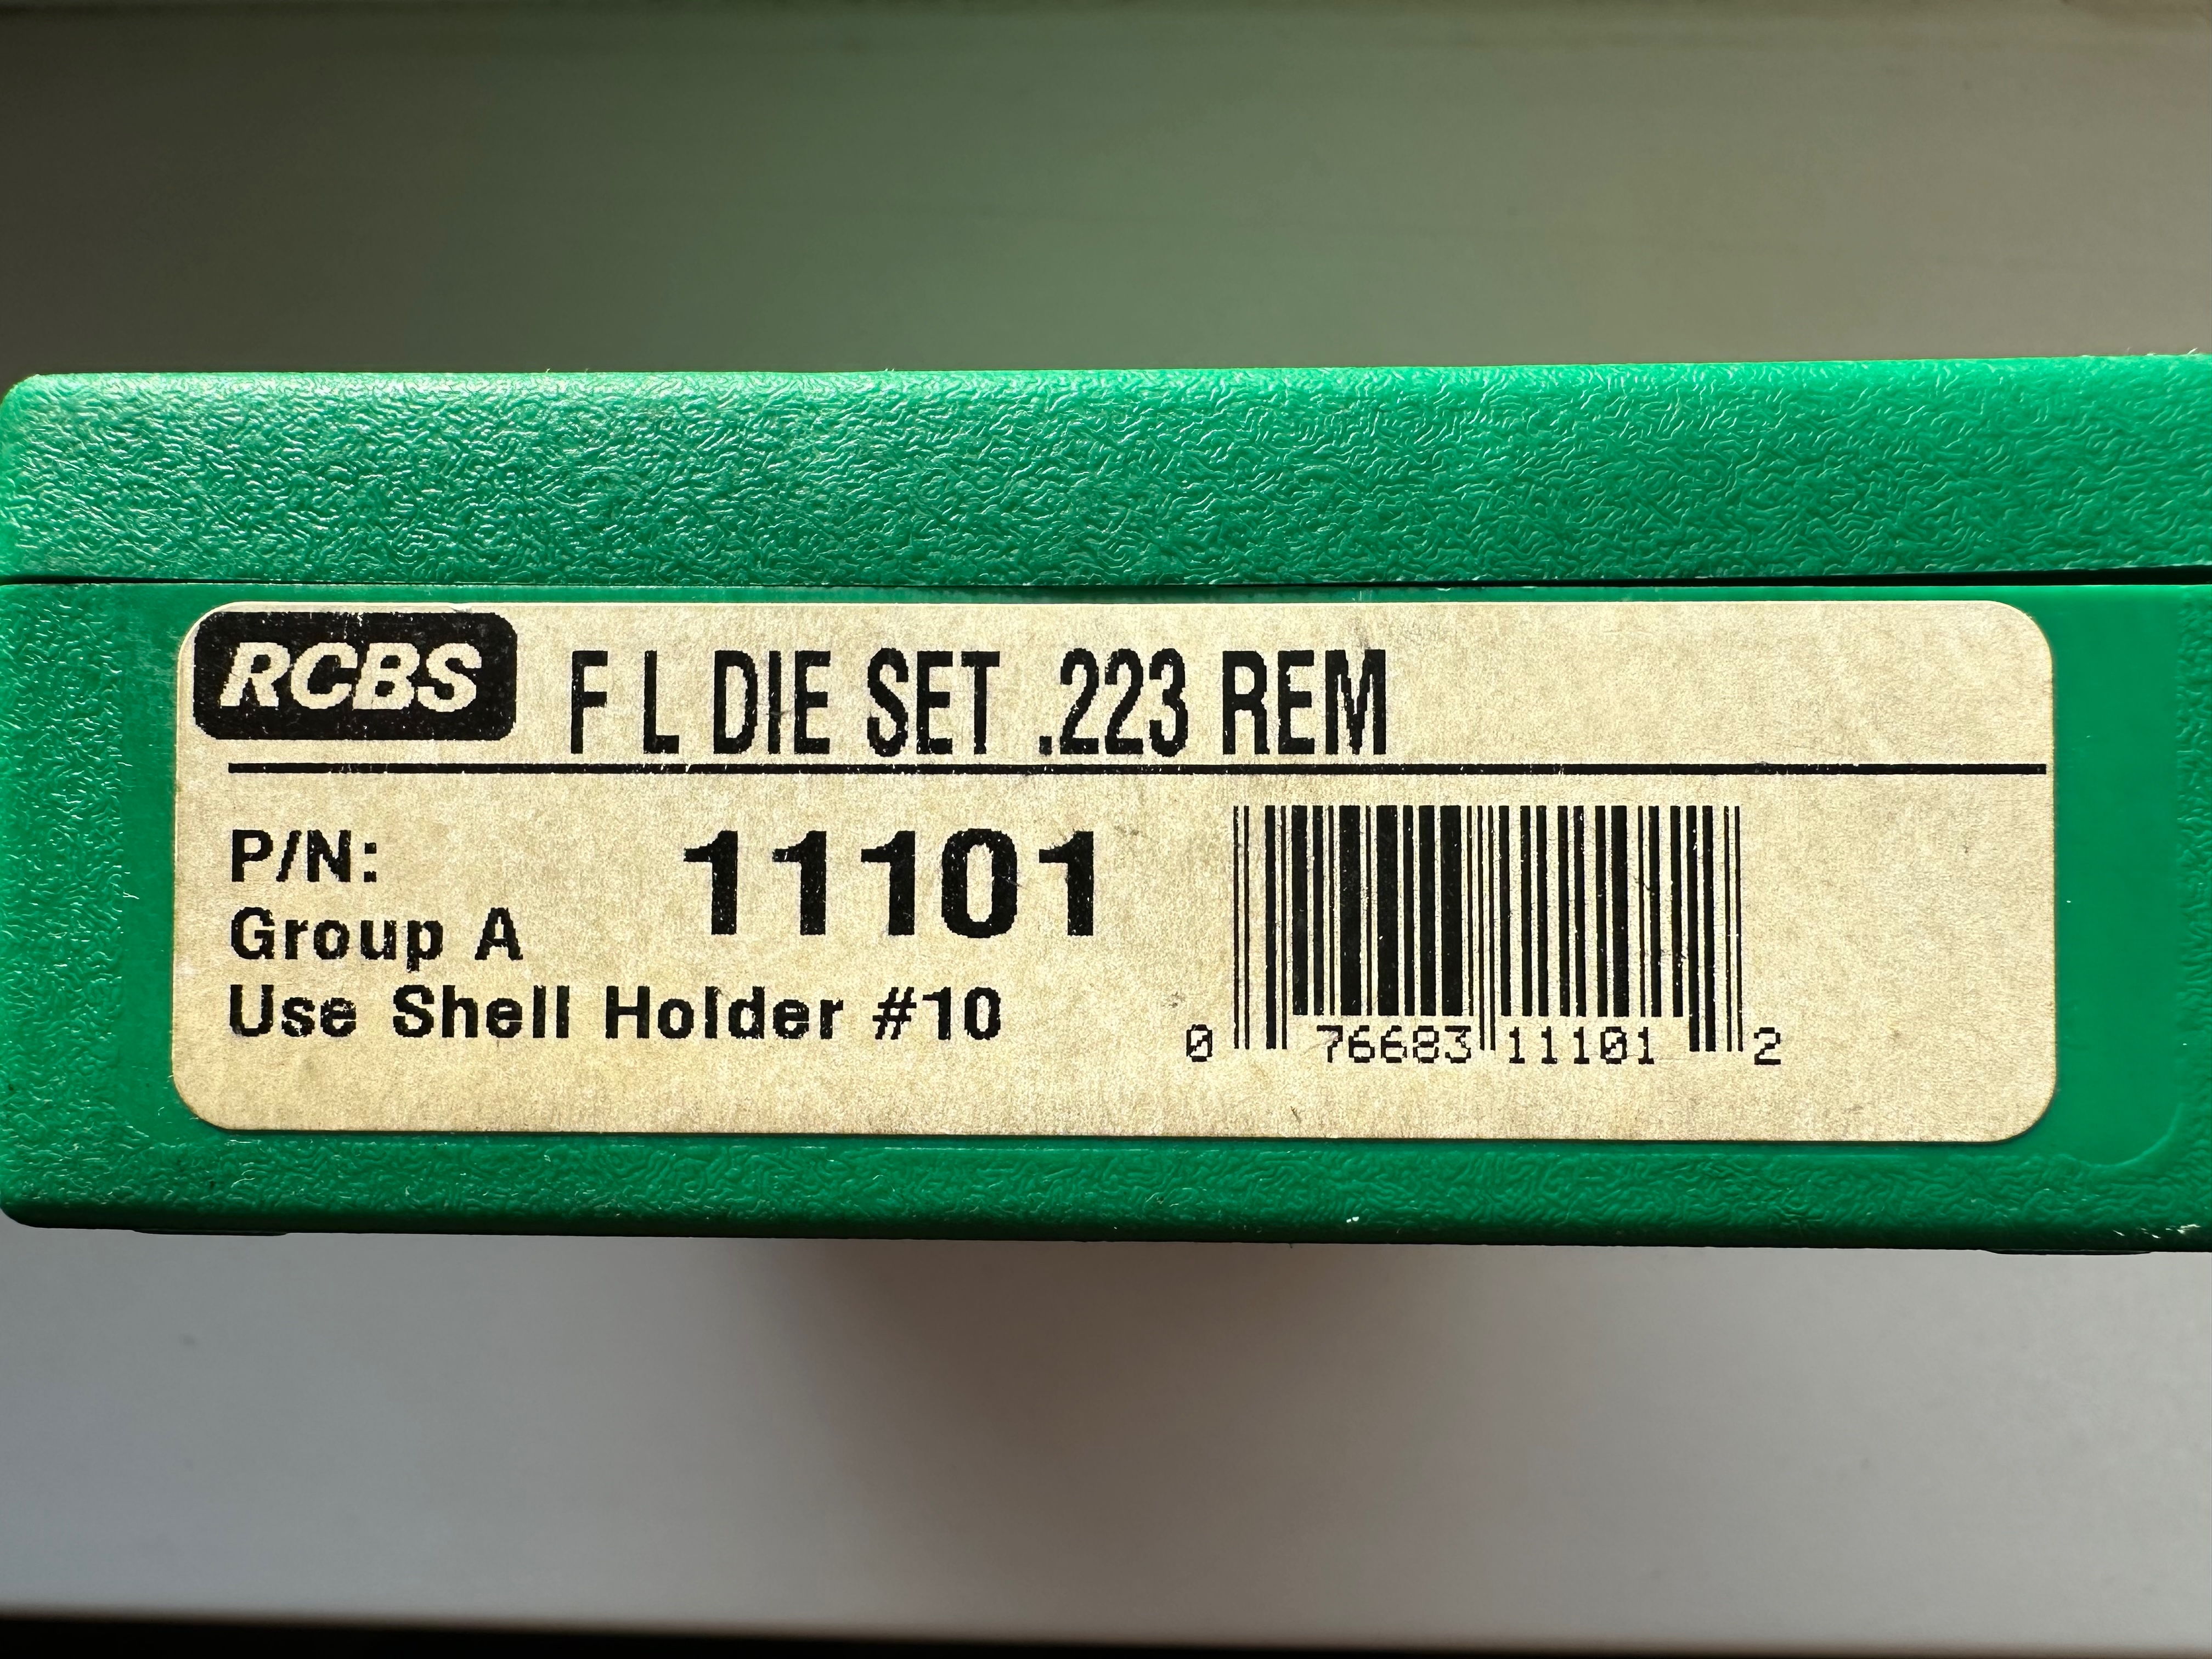 RCBS F L DIE SET .223 REM
P/N: 11101
Group A
Use Shell Holder #10
0 76683 11101 2